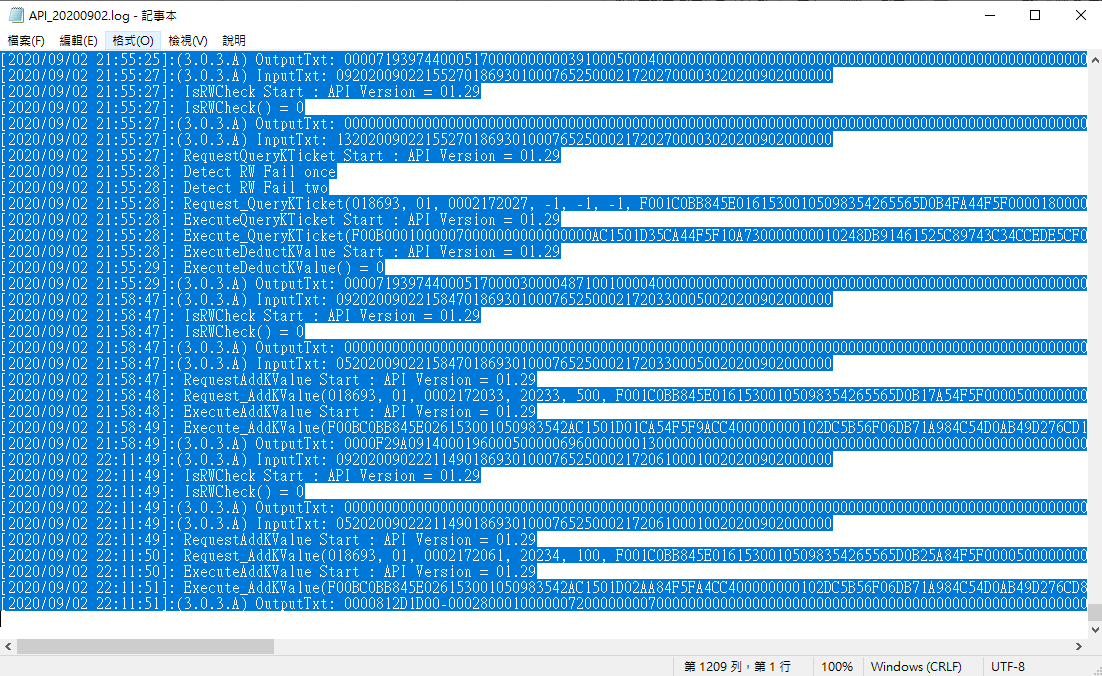 API_20200902.log - 記事本
檔案(F) 編輯(E) 格式(O) 檢視(V) 說明
[2020/09/02 21:55:25]:(3.0.3.A) OutputTxt:
[2020/09/02 21:55:27]:(3.0.3.A) InputTxt: 0920200902215527018693010007652500021720270000302020090200000
[2020/09/02 21:55:27]: IsRWCheck Start : API Version = 01.29
[2020/09/02 21:55:27]: IsRWCheck() = 0
[2020/09/02 21:55:27]:(3.0.3.A) OutputTxt:
[2020/09/02 21:55:27]:(3.0.3.A) InputTxt: 1320200902215527018693010007652500021720270000302020090200000
[2020/09/02 21:55:27]: RequestQueryKTicket Start : API Version = 01.29
[2020/09/02 21:55:28]: Detect RW Fail once
[2020/09/02 21:55:28]: Detect RW Fail two
[2020/09/02 21:55:28]: Request_QueryKTicket(018693, 01, 0002172027, -1, -1, -1,
[2020/09/02 21:55:28]: ExecuteQueryKTicket Start : API Version = 01.29
[2020/09/02 21:55:28]:
[2020/09/02 21:55:28]: ExecuteDeductKValue Start : API Version = 01.29
[2020/09/02 21:55:29]: ExecuteDeductKValue() = 0
[2020/09/02 21:55:29]:(3.0.3.A) OutputTxt:
[2020/09/02 21:58:47]:(3.0.3.A) InputTxt: 0920200902215847018693010007652500021720330005002020090200000
[2020/09/02 21:58:47]: IsRWCheck Start : API Version = 01.29
[2020/09/02 21:58:47]: IsRWCheck() = 0
[2020/09/02 21:58:47]:(3.0.3.A) OutputTxt:
[2020/09/02 21:58:47]:(3.0.3.A) InputTxt: 0520200902215847018693010007652500021720330005002020090200000
[2020/09/02 21:58:47]: RequestAddKValue Start : API Version = 01.29
[2020/09/02 21:58:48]: Request_AddKValue(018693, 01, 0002172033, 20233, 500,
[2020/09/02 21:58:48]: ExecuteAddKValue Start : API Version = 01.29
[2020/09/02 21:58:49]:
[2020/09/02 21:58:49]:(3.0.3.A) OutputTxt:
[2020/09/02 22:11:49]:(3.0.3.A) InputTxt: 0920200902221149018693010007652500021720610001002020090200000
[2020/09/02 22:11:49]: IsRWCheck Start : API Version = 01.29
[2020/09/02 22:11:49]: IsRWCheck() = 0
[2020/09/02 22:11:49]:(3.0.3.A) OutputTxt:
[2020/09/02 22:11:49]:(3.0.3.A) InputTxt: 0520200902221149018693010007652500021720610001002020090200000
[2020/09/02 22:11:49]: RequestAddKValue Start : API Version = 01.29
[2020/09/02 22:11:50]: Request_AddKValue(018693, 01, 0002172061, 20234, 100,
[2020/09/02 22:11:50]: ExecuteAddKValue Start : API Version = 01.29
[2020/09/02 22:11:51]:
[2020/09/02 22:11:51]:(3.0.3.A) OutputTxt:
第 1209 列，第 1 行 100% Windows (CRLF) UTF-8